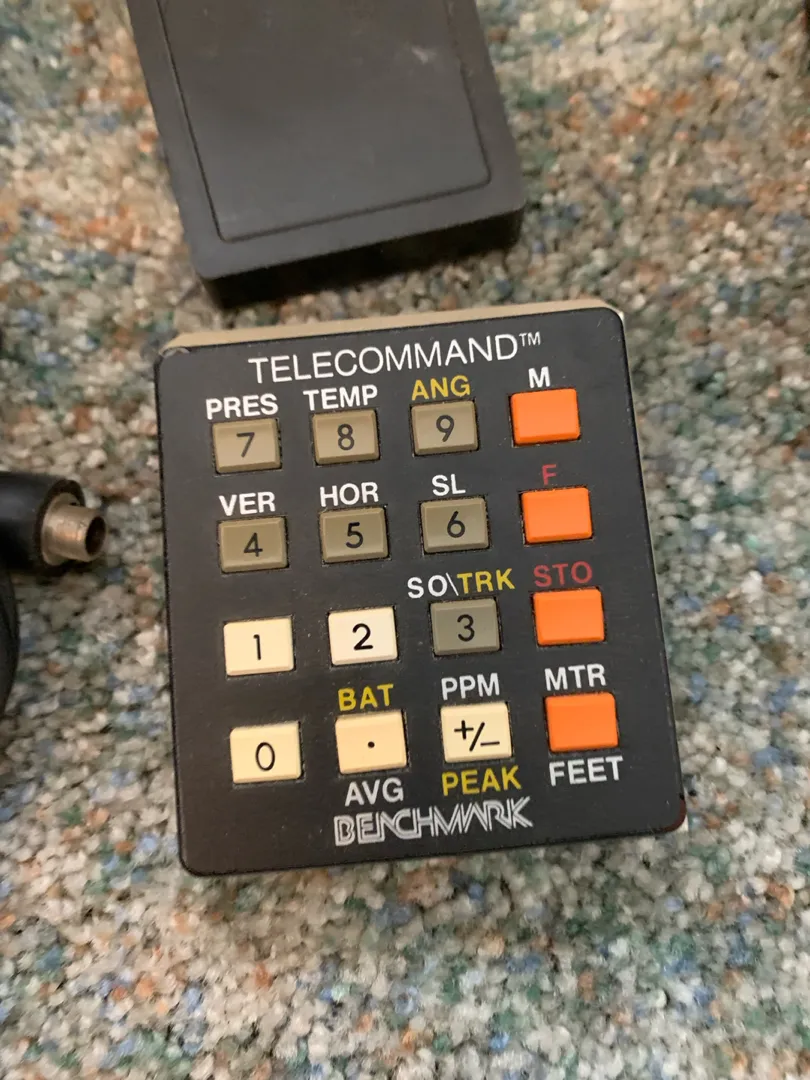 TELECOMMAND™
PRES TEMP ANG M
7 8 9
VER HOR SL F
4 5 6
SO\TRK STO
1 2 3
BAT PPM MTR
0 . +/-
AVG PEAK FEET
BENCHMARK